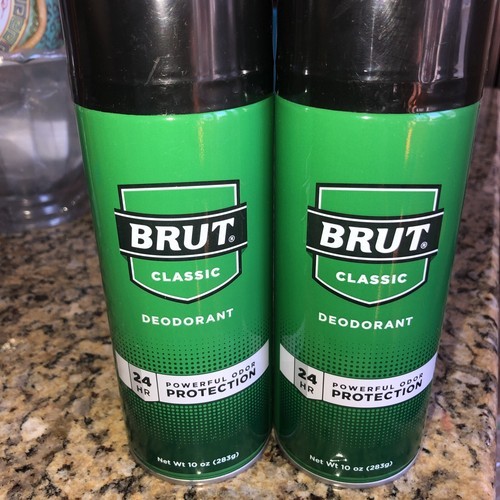 BRUT®
CLASSIC
DEODORANT
24 HR
POWERFUL ODOR
PROTECTION
Net Wt 10 oz (283g)
BRUT®
CLASSIC
DEODORANT
24 HR
POWERFUL ODOR
PROTECTION
Net Wt 10 oz (283g)